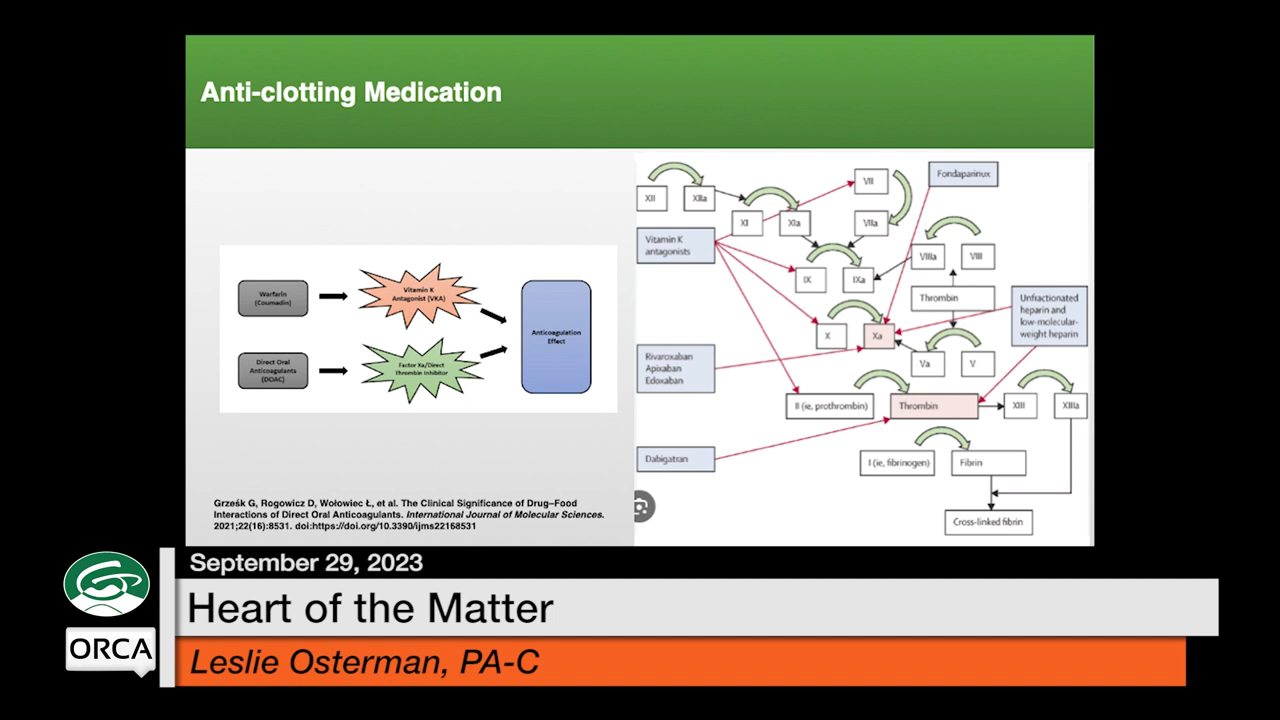 Anti-clotting Medication
Warfarin
(Coumadin)
Vitamin K
Antagonist (VKA)
Direct Oral
Anticoagulants
(DOAC)
Factor Xa/Direct
Thrombin Inhibitor
Anticoagulation
Effect
Grześk G, Rogowicz D, Wołowiec Ł, et al. The Clinical Significance of Drug–Food
Interactions of Direct Oral Anticoagulants. International Journal of Molecular Sciences.
2021;22(16):8531. doi:https://doi.org/10.3390/ijms22168531
XII
XIIa
XI
XIa
VII
VIIa
Fondaparinux
Vitamin K
antagonists
IX
IXa
VIIIa
VIII
Thrombin
Unfractionated
heparin and
low-molecular-
weight heparin
X
Xa
Va
V
Rivaroxaban
Apixaban
Edoxaban
II (ie, prothrombin)
Thrombin
XIII
XIIIa
Dabigatran
I (ie, fibrinogen)
Fibrin
Cross-linked fibrin
September 29, 2023
Heart of the Matter
Leslie Osterman, PA-C
ORCA